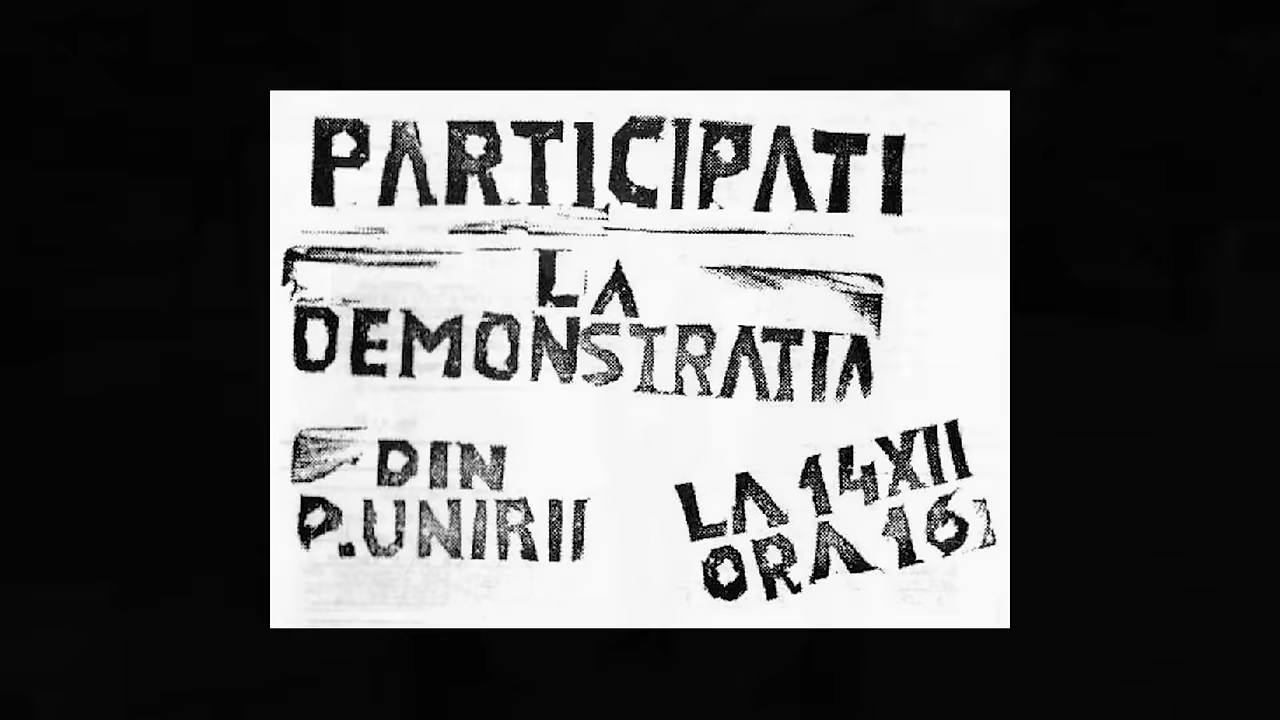 PARTICIPATI
LA
DEMONSTRATIA
DIN
P.UNIRII
LA 14XII
ORA 16